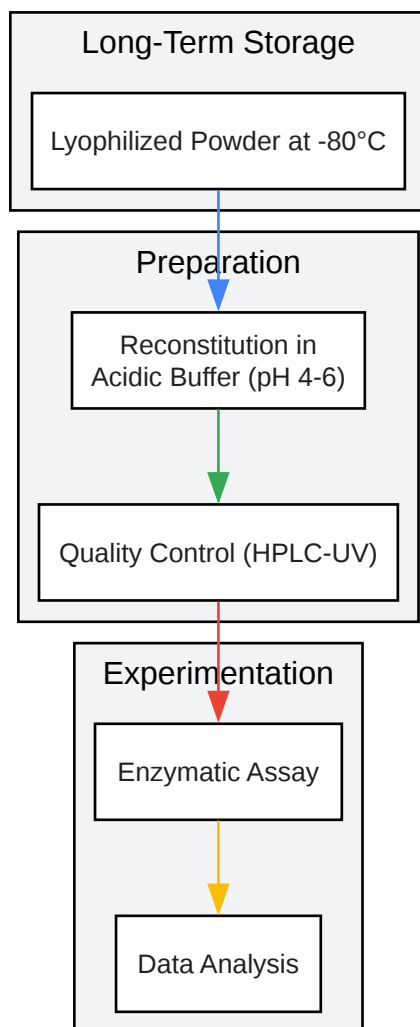 Long-Term Storage
Lyophilized Powder at -80°C
Preparation
Reconstitution in
Acidic Buffer (pH 4-6)
Quality Control (HPLC-UV)
Experimentation
Enzymatic Assay
Data Analysis